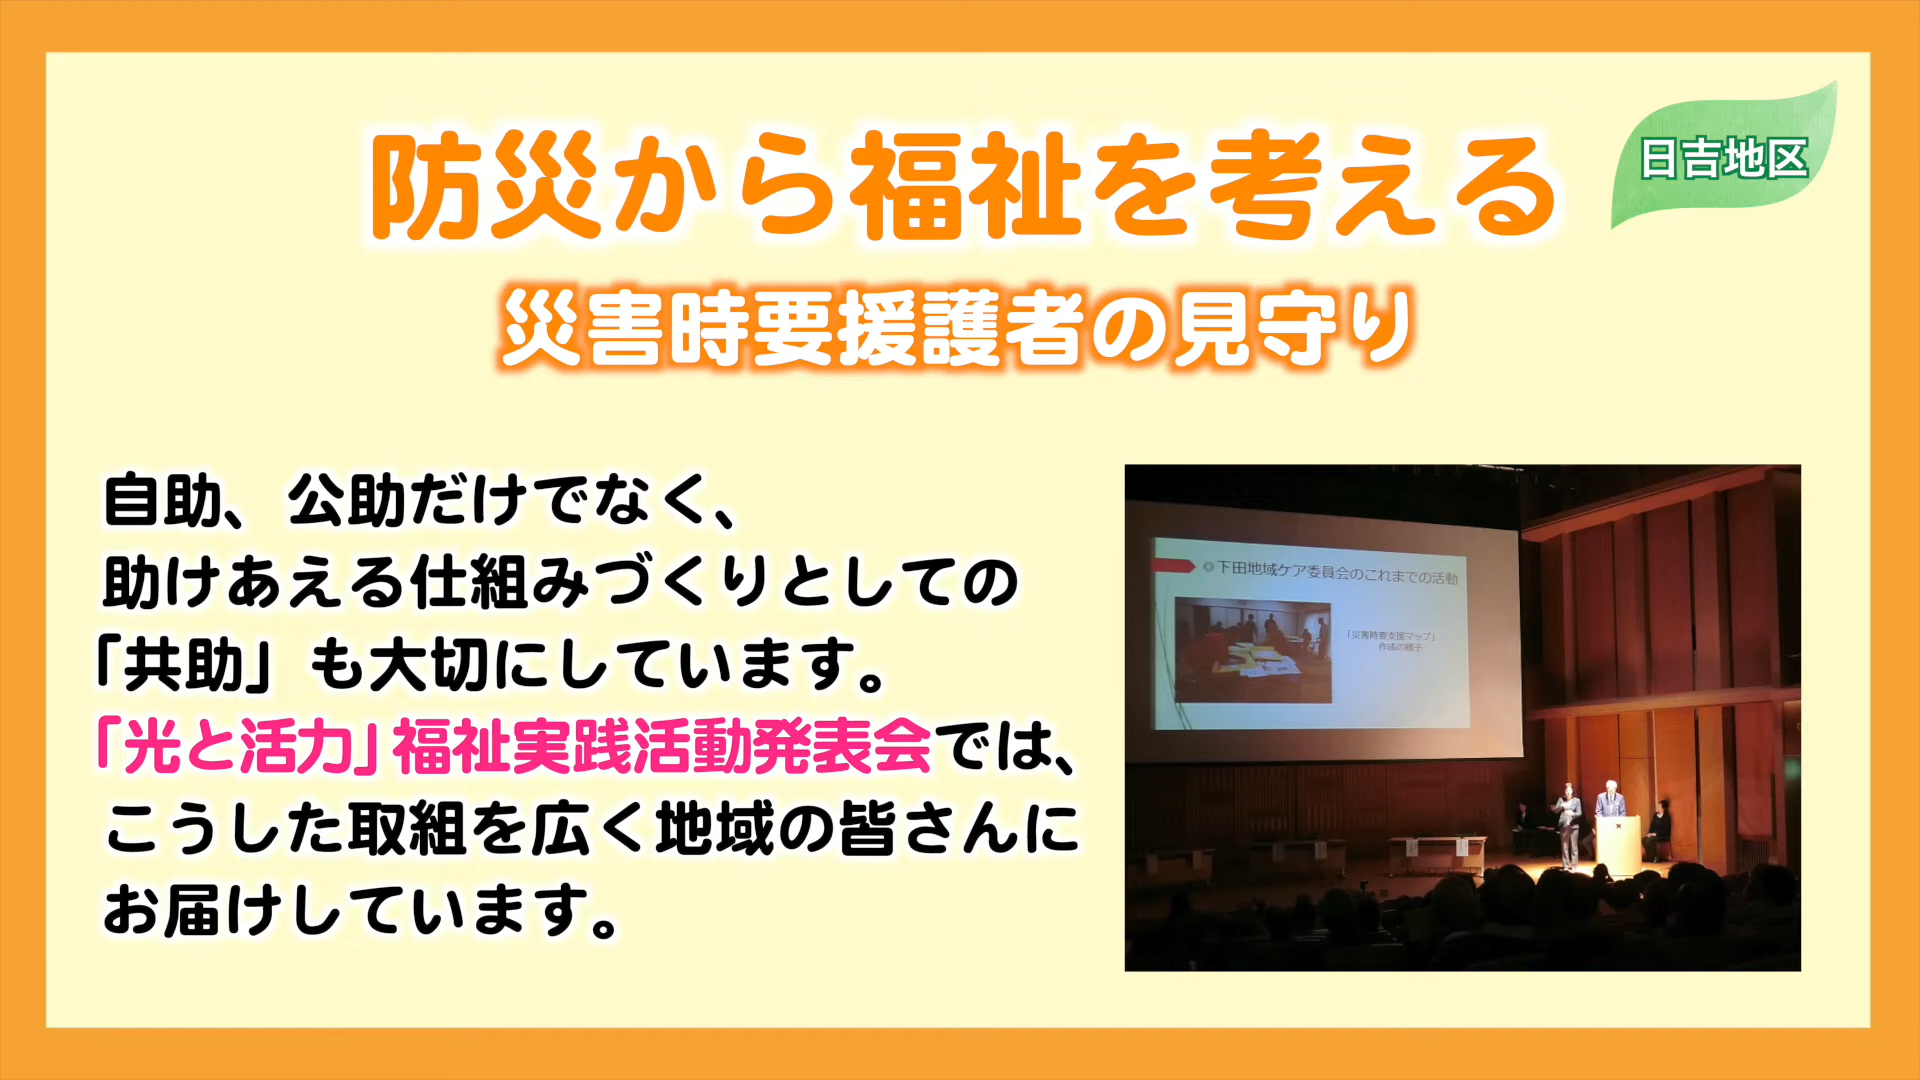 防災から福祉を考える
日吉地区
災害時要援護者の見守り
自助、公助だけでなく、
助けあえる仕組みづくりとしての
「共助」も大切にしています。
「光と活力」福祉実践活動発表会では、
こうした取組を広く地域の皆さんに
お届けしています。
◎下田地域ケア委員会のこれまでの活動
「災害時要支援マップ」
作成の様子